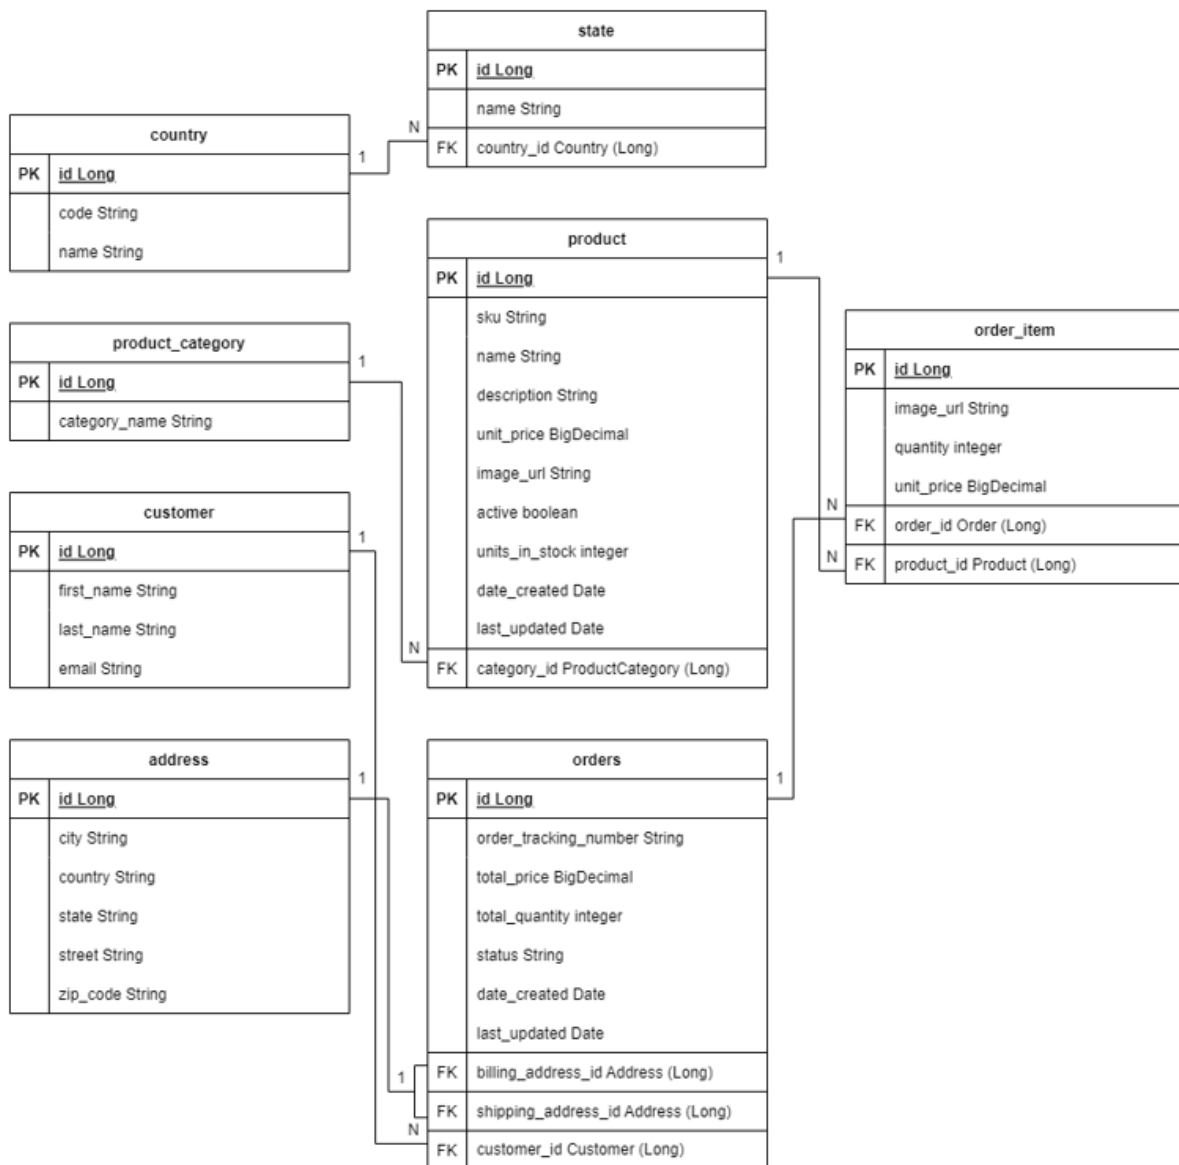 state
PK id Long
name String
FK country_id Country (Long)
country
PK id Long
code String
name String
1
N
product
PK id Long
sku String
name String
description String
unit_price BigDecimal
image_url String
active boolean
units_in_stock integer
date_created Date
last_updated Date
FK category_id ProductCategory (Long)
1
N
order_item
PK id Long
image_url String
quantity integer
unit_price BigDecimal
FK order_id Order (Long)
FK product_id Product (Long)
N
product_category
PK id Long
category_name String
1
N
customer
PK id Long
first_name String
last_name String
email String
1
address
PK id Long
city String
country String
state String
street String
zip_code String
1
orders
PK id Long
order_tracking_number String
total_price BigDecimal
total_quantity integer
status String
date_created Date
last_updated Date
FK billing_address_id Address (Long)
FK shipping_address_id Address (Long)
FK customer_id Customer (Long)
1
1
N